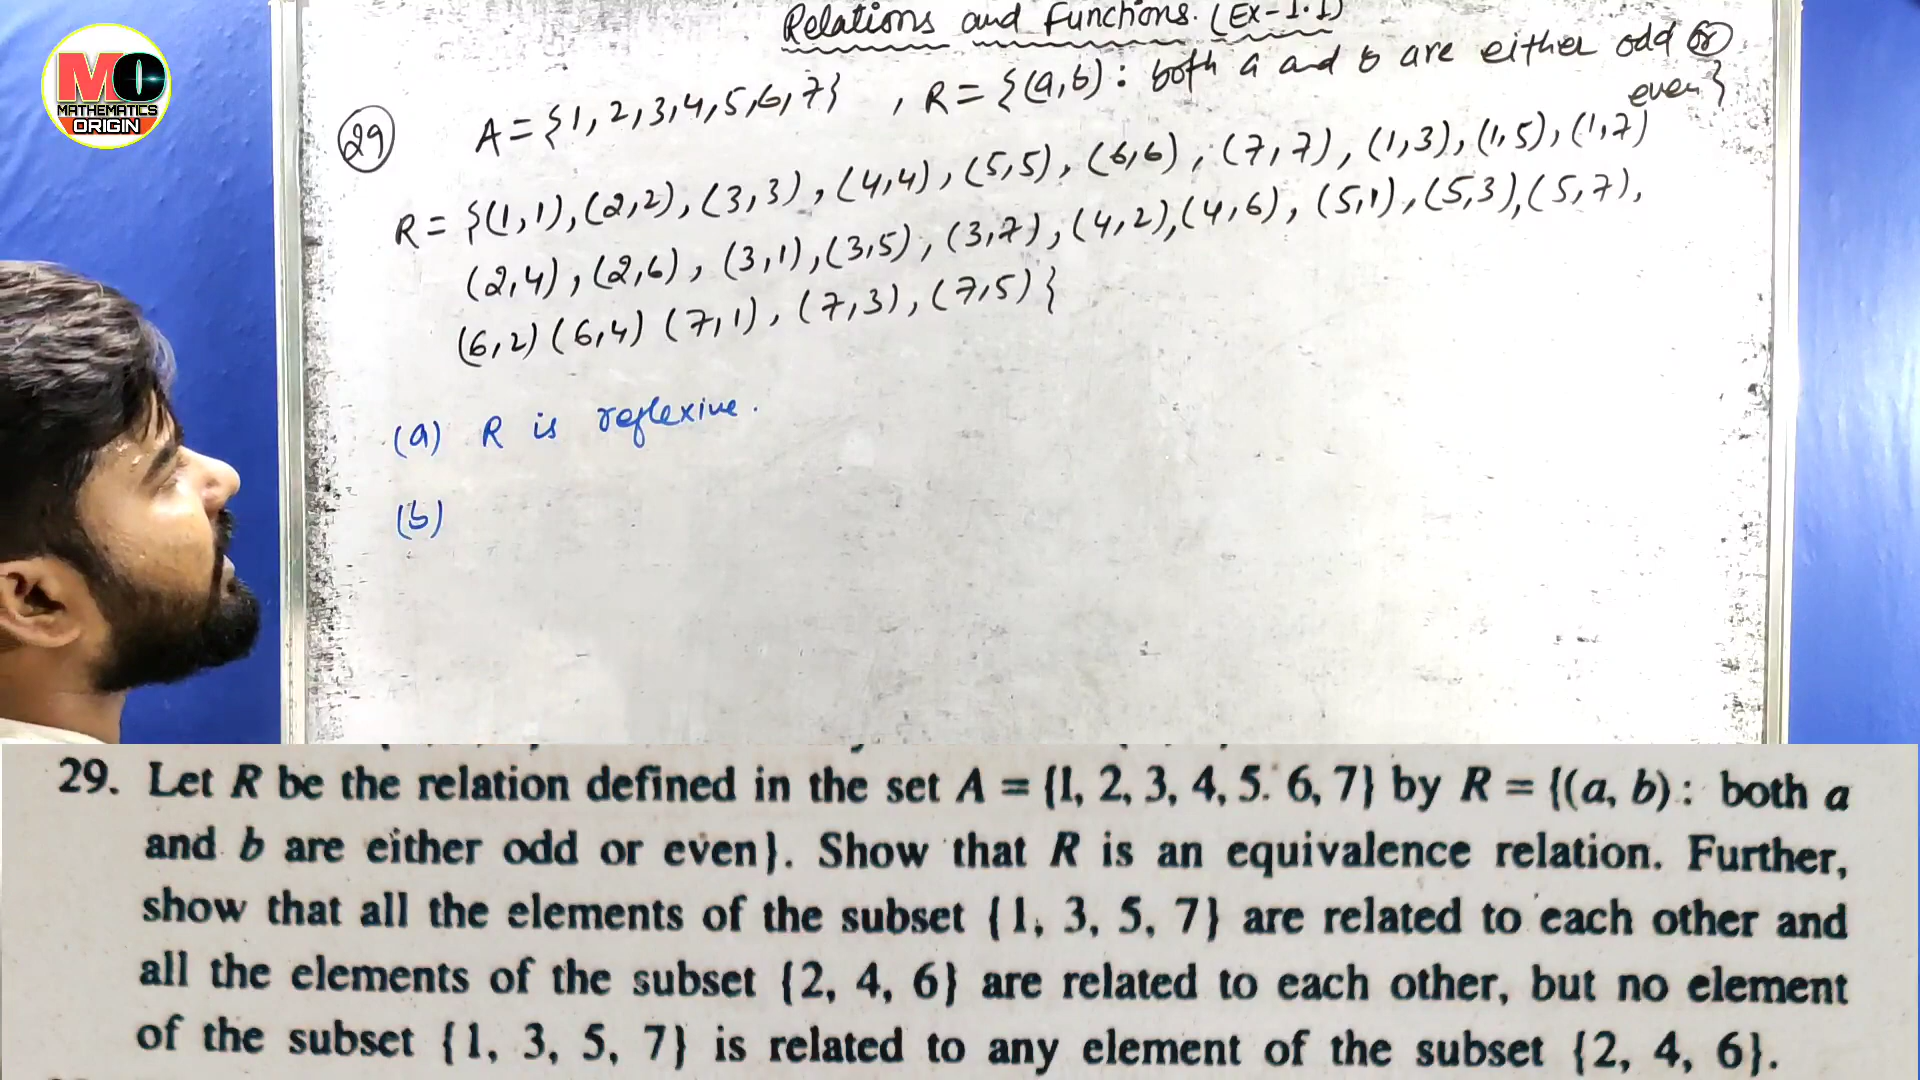 MO
MATHEMATICS
ORIGIN
Relations and Functions. (Ex-1.1)
29 A = {1, 2, 3, 4, 5, 6, 7} , R = {(a, b) : both a and b are either odd or
even}
R = {(1,1), (2,2), (3,3), (4,4), (5,5), (6,6), (7,7), (1,3), (1,5), (1,7)
(2,4), (2,6), (3,1), (3,5), (3,7), (4,2), (4,6), (5,1), (5,3), (5,7),
(6,2) (6,4) (7,1), (7,3), (7,5)}
(a) R is reflexive.
(b)
29. Let R be the relation defined in the set A = {1, 2, 3, 4, 5. 6, 7} by R = {(a, b) : both a
and b are either odd or even}. Show that R is an equivalence relation. Further,
show that all the elements of the subset {1, 3, 5, 7} are related to each other and
all the elements of the subset {2, 4, 6} are related to each other, but no element
of the subset {1, 3, 5, 7} is related to any element of the subset {2, 4, 6}.